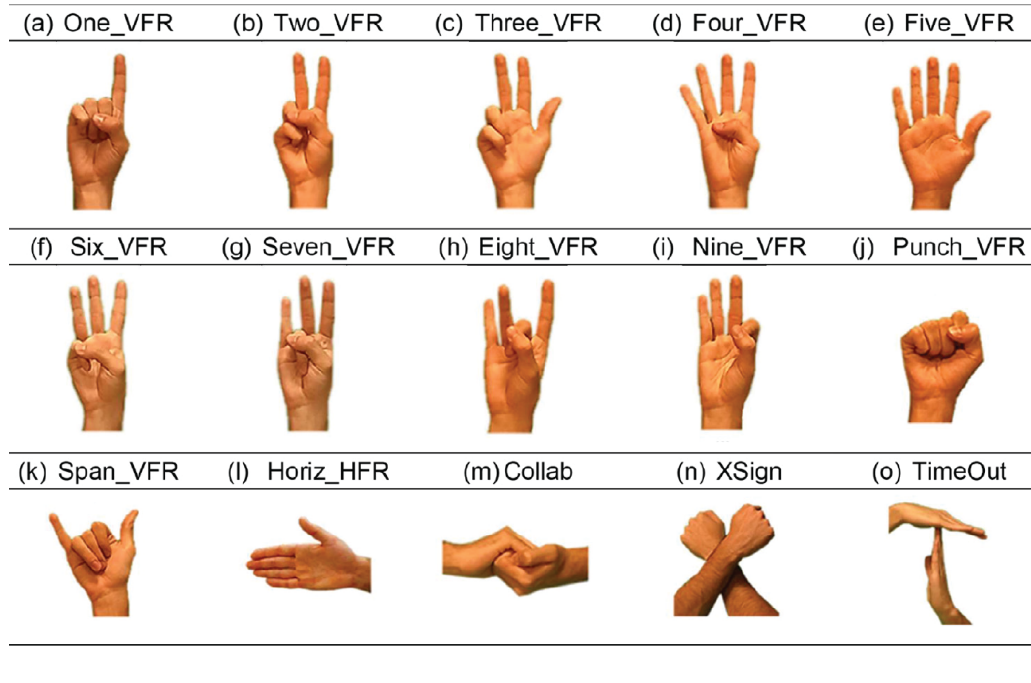 (a) One_VFR (b) Two_VFR (c) Three_VFR (d) Four_VFR (e) Five_VFR
(f) Six_VFR (g) Seven_VFR (h) Eight_VFR (i) Nine_VFR (j) Punch_VFR
(k) Span_VFR (l) Horiz_HFR (m) Collab (n) XSign (o) TimeOut